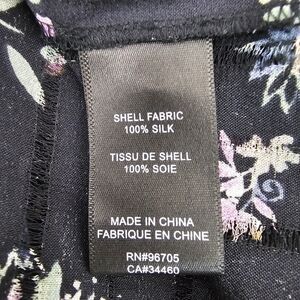 SHELL FABRIC
100% SILK
TISSU DE SHELL
100% SOIE
MADE IN CHINA
FABRIQUE EN CHINE
RN#96705
CA#34460